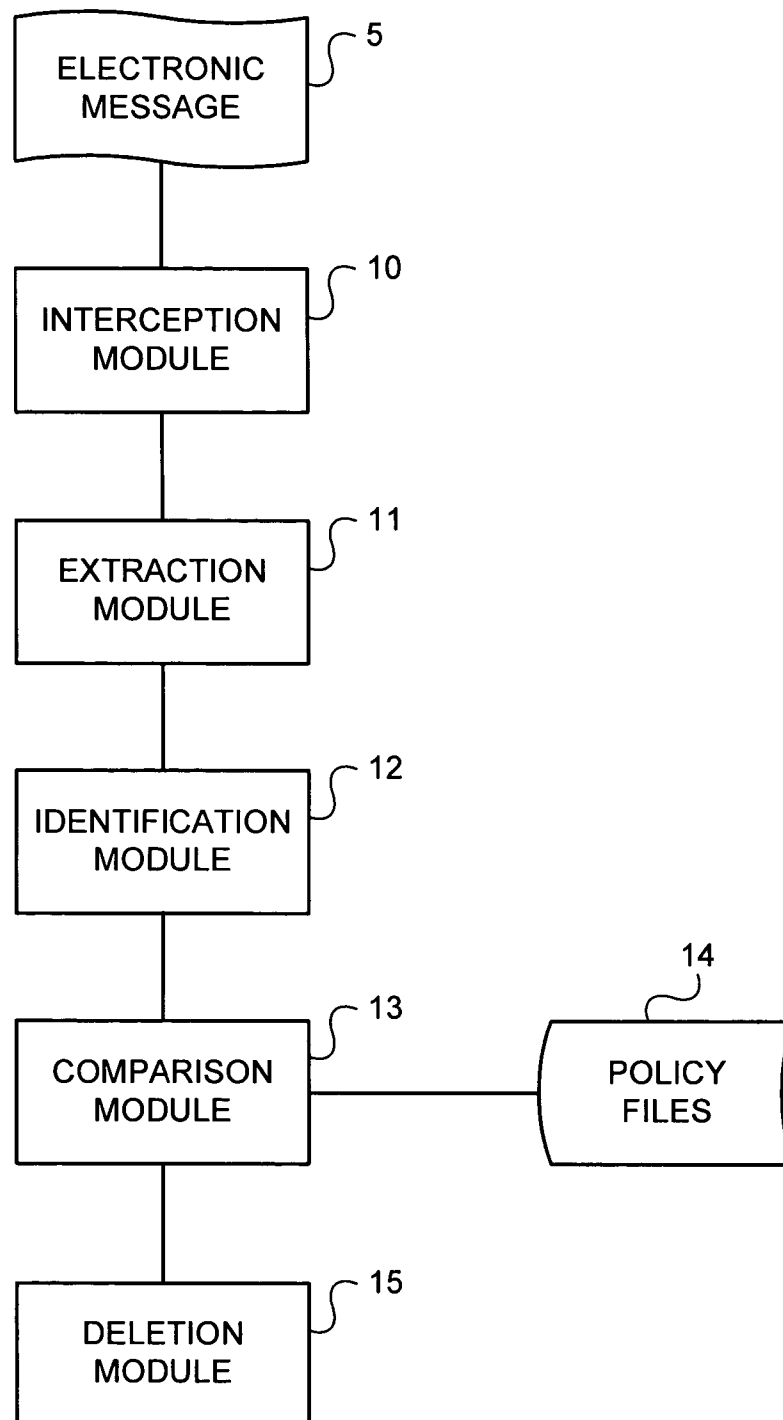 ELECTRONIC
MESSAGE
5
INTERCEPTION
MODULE
10
EXTRACTION
MODULE
11
IDENTIFICATION
MODULE
12
COMPARISON
MODULE
13
POLICY
FILES
14
DELETION
MODULE
15